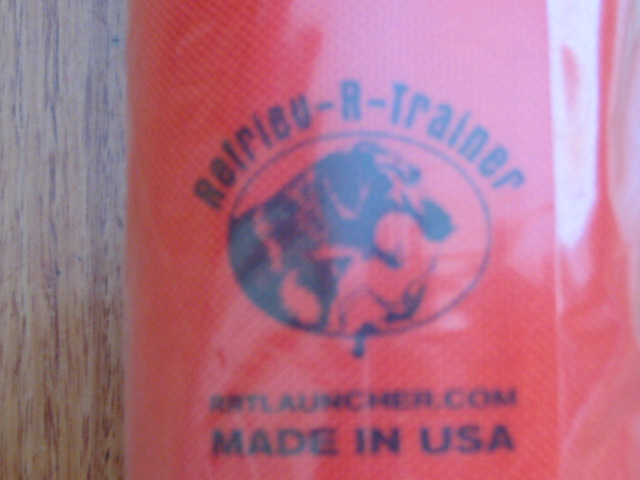 Retriev-R-Trainer
RRTLAUNCHER.COM
MADE IN USA